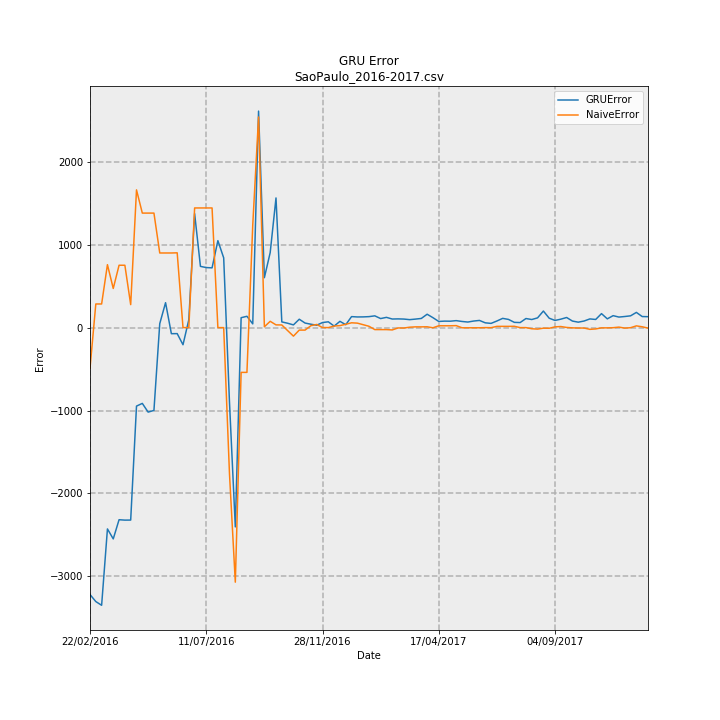 GRU Error
SaoPaulo_2016-2017.csv
GRUError
NaiveError
2000
1000
0
−1000
−2000
−3000
Error
22/02/2016
11/07/2016
28/11/2016
17/04/2017
04/09/2017
Date